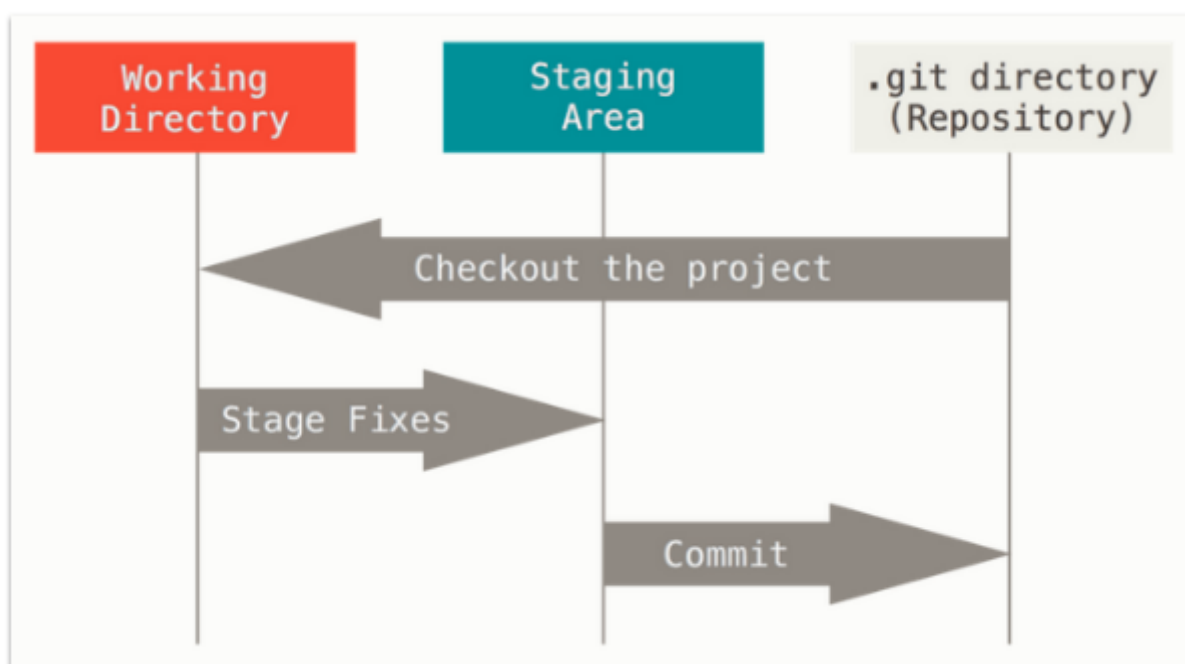 Working
Directory
Staging
Area
.git directory
(Repository)
Checkout the project
Stage Fixes
Commit